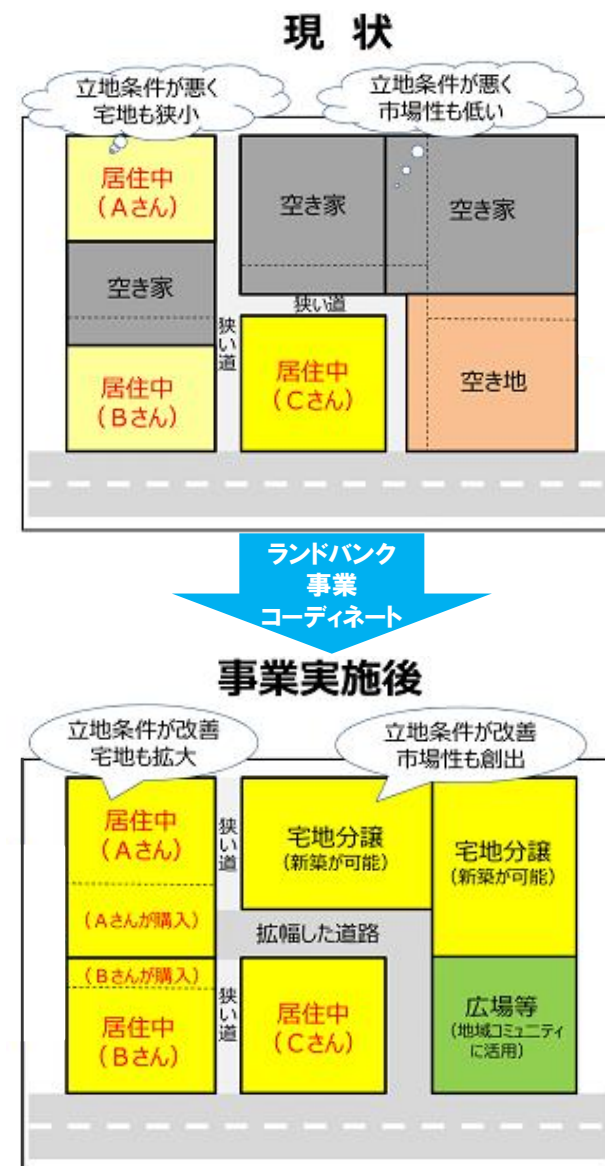 現 状
立地条件が悪く
宅地も狭小
立地条件が悪く
市場性も低い
居住中
（Aさん）
空き家
空き家
空き家
狭い道
狭い道
居住中
（Bさん）
居住中
（Cさん）
空き地
ランドバンク
事業
コーディネート
事業実施後
立地条件が改善
宅地も拡大
立地条件が改善
市場性も創出
居住中
（Aさん）
（Aさんが購入）
狭い道
宅地分譲
（新築が可能）
宅地分譲
（新築が可能）
拡幅した道路
（Bさんが購入）
居住中
（Bさん）
狭い道
居住中
（Cさん）
広場等
（地域コミュニティ
に活用）